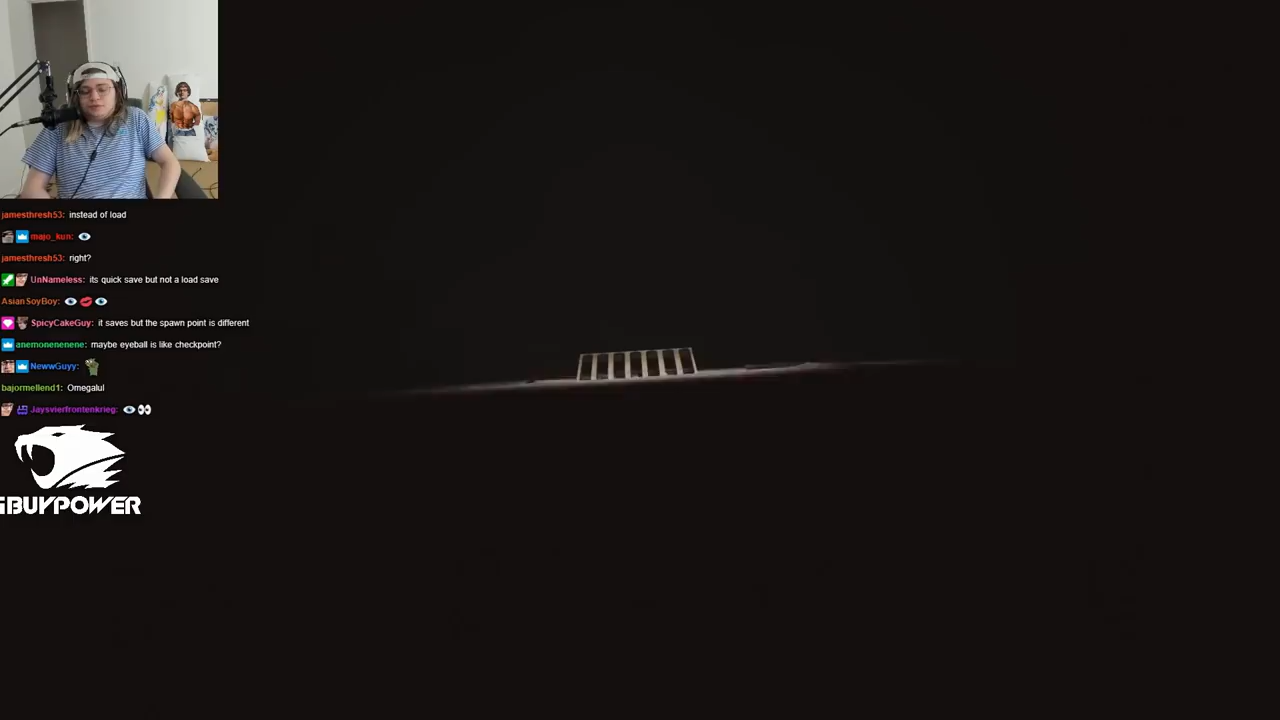 jamesthresh53: instead of load
majo_kun:
jamesthresh53: right?
UnNameless: its quick save but not a load save
AsianSoyBoy:
SpicyCakeGuy: it saves but the spawn point is different
anemonenenene: maybe eyeball is like checkpoint?
NewwGuyy:
bajormellend1: Omegalul
Jaysvierfrontenkrieg:
iBUYPOWER